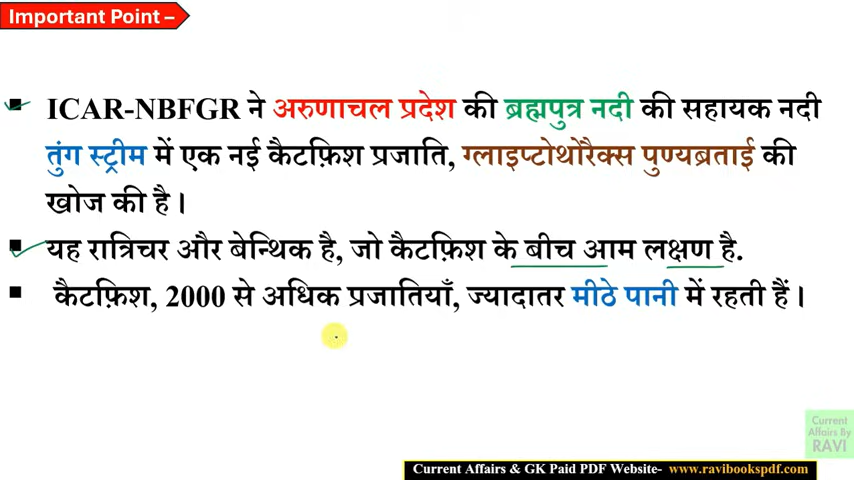 Important Point –
ICAR-NBFGR ने अरुणाचल प्रदेश की ब्रह्मपुत्र नदी की सहायक नदी
तुंग स्ट्रीम में एक नई कैटफ़िश प्रजाति, ग्लाइप्टोथोरैक्स पुण्यब्रताई की
खोज की है।
यह रात्रिचर और बेन्थिक है, जो कैटफ़िश के बीच आम लक्षण है.
कैटफ़िश, 2000 से अधिक प्रजातियाँ, ज्यादातर मीठे पानी में रहती हैं।
Current
Affairs By
RAVI
Current Affairs & GK Paid PDF Website- www.ravibookspdf.com